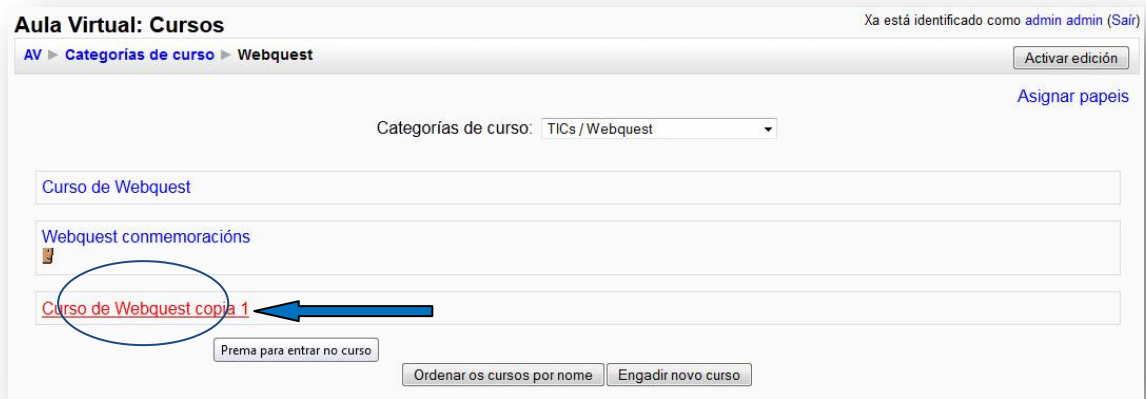 Aula Virtual: Cursos
Xa está identificado como admin admin (Saír)
AV ► Categorías de curso ► Webquest
Activar edición
Asignar papeis
Categorías de curso: TICs / Webquest
Curso de Webquest
Webquest conmemoracións
Curso de Webquest copia 1
Prema para entrar no curso
Ordenar os cursos por nome Engadir novo curso